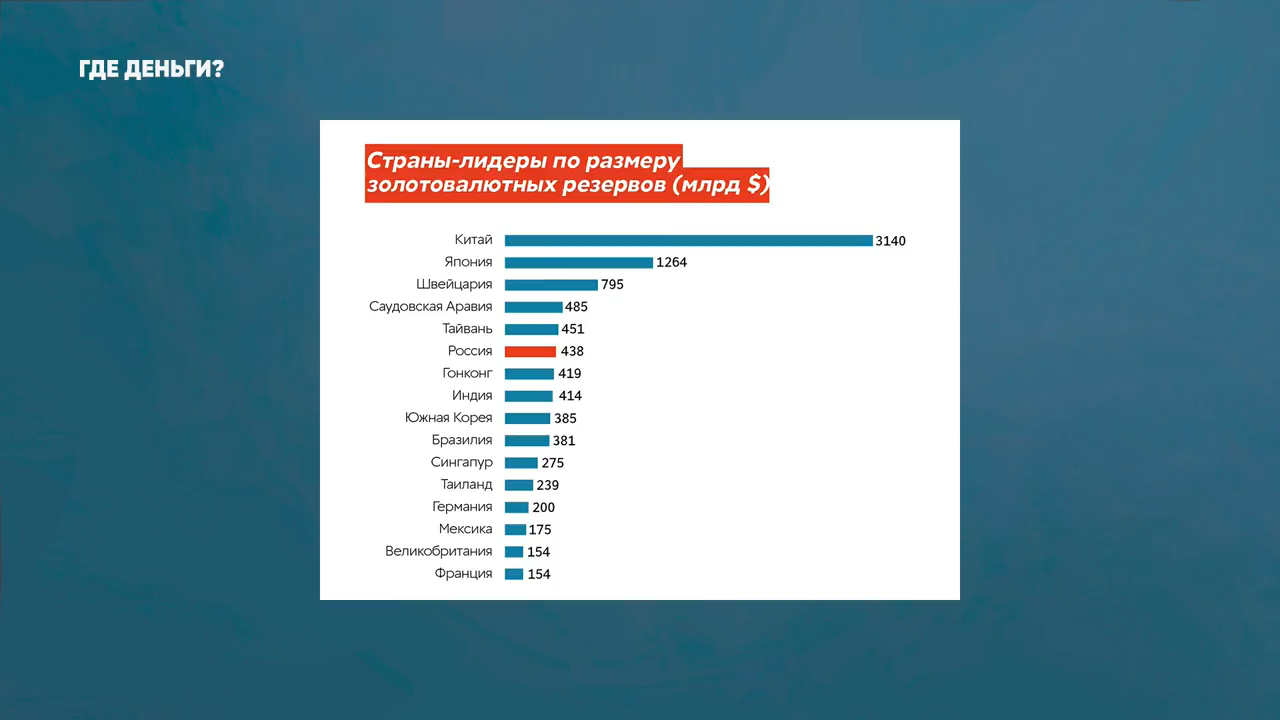 ГДЕ ДЕНЬГИ?
Страны-лидеры по размеру
золотовалютных резервов (млрд $)
Китай 3140
Япония 1264
Швейцария 795
Саудовская Аравия 485
Тайвань 451
Россия 438
Гонконг 419
Индия 414
Южная Корея 385
Бразилия 381
Сингапур 275
Таиланд 239
Германия 200
Мексика 175
Великобритания 154
Франция 154